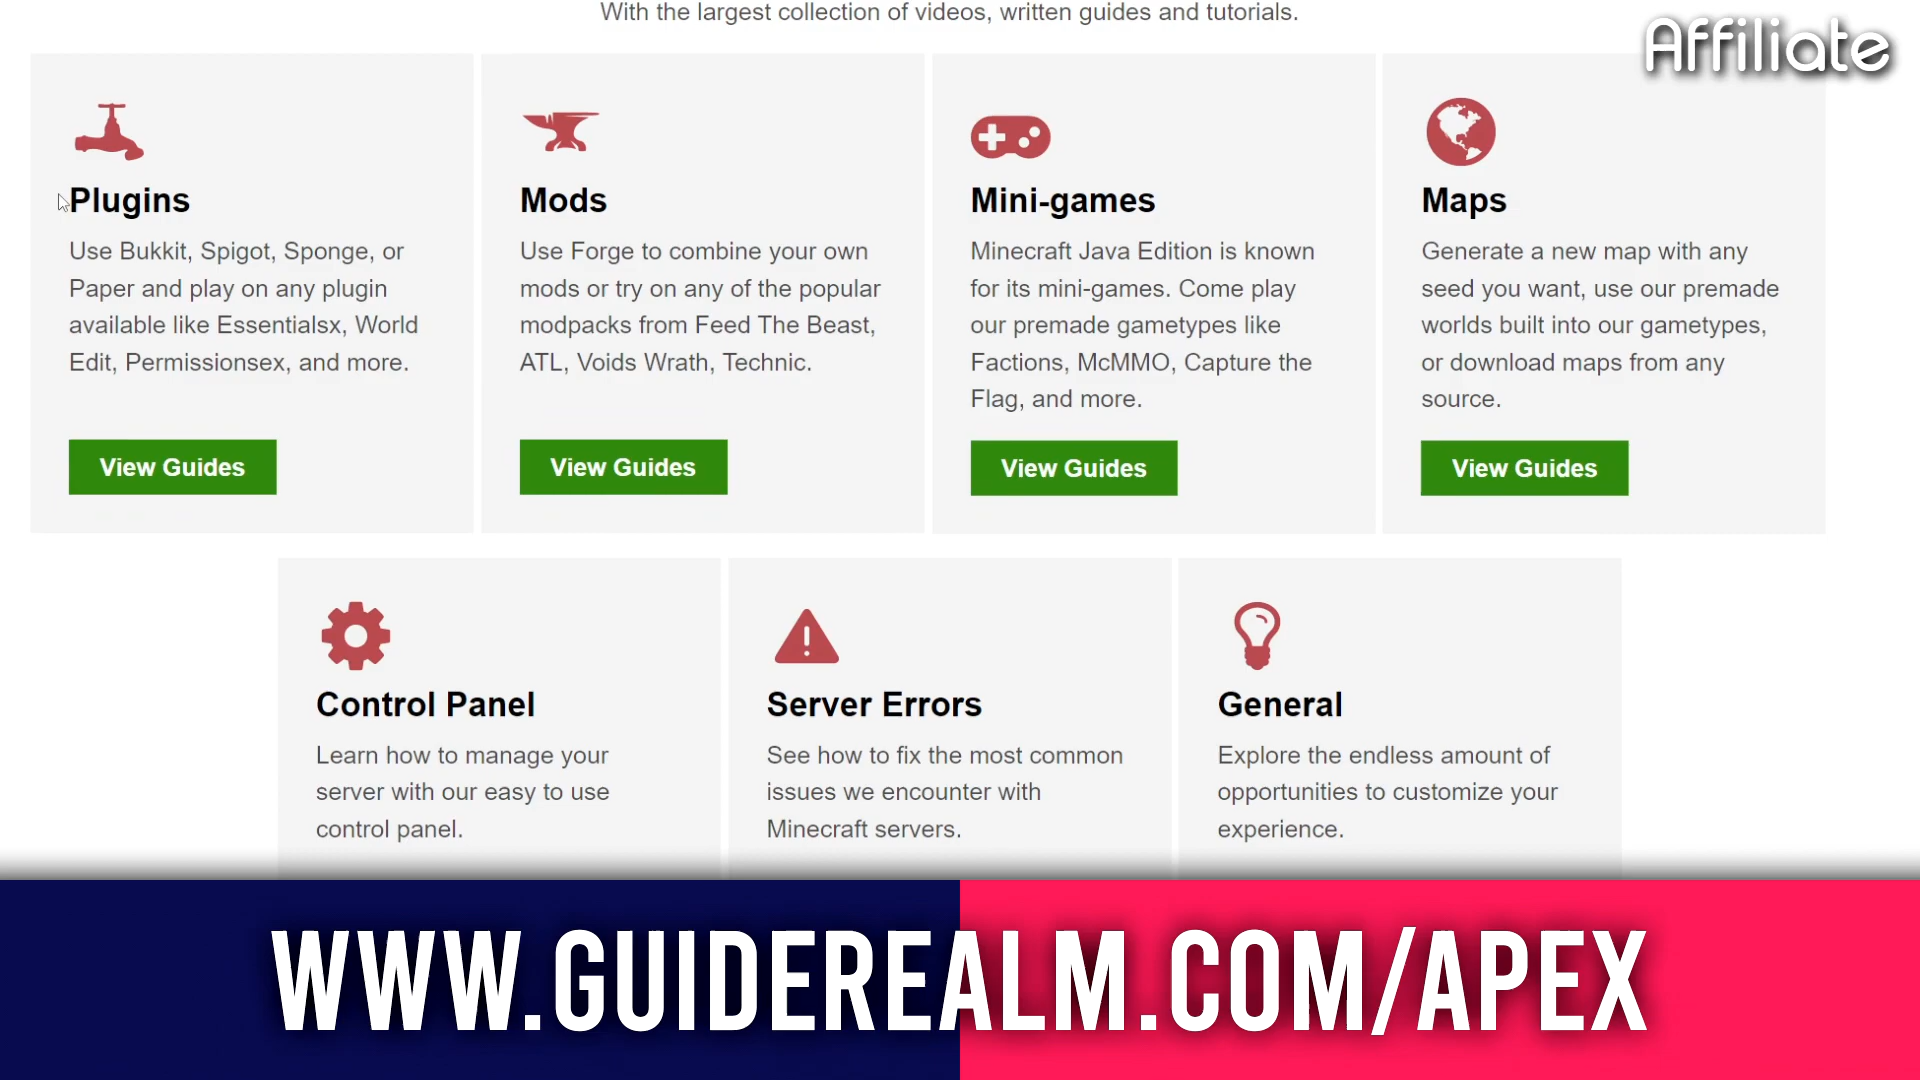 With the largest collection of videos, written guides and tutorials.
Affiliate
Plugins
Use Bukkit, Spigot, Sponge, or
Paper and play on any plugin
available like Essentialsx, World
Edit, Permissionsex, and more.
View Guides
Mods
Use Forge to combine your own
mods or try on any of the popular
modpacks from Feed The Beast,
ATL, Voids Wrath, Technic.
View Guides
Mini-games
Minecraft Java Edition is known
for its mini-games. Come play
our premade gametypes like
Factions, McMMO, Capture the
Flag, and more.
View Guides
Maps
Generate a new map with any
seed you want, use our premade
worlds built into our gametypes,
or download maps from any
source.
View Guides
Control Panel
Learn how to manage your
server with our easy to use
control panel.
Server Errors
See how to fix the most common
issues we encounter with
Minecraft servers.
General
Explore the endless amount of
opportunities to customize your
experience.
WWW.GUIDEREALM.COM/APEX